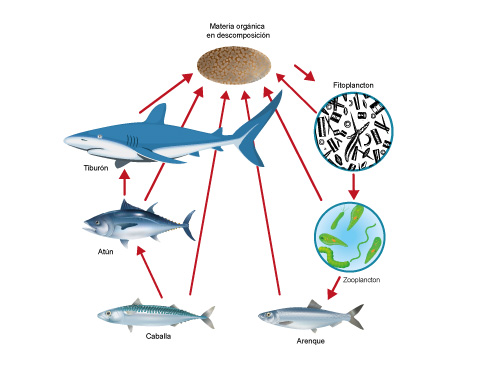 Materia orgánica
en descomposición
Fitoplancton
Tiburón
Atún
Zooplancton
Caballa
Arenque